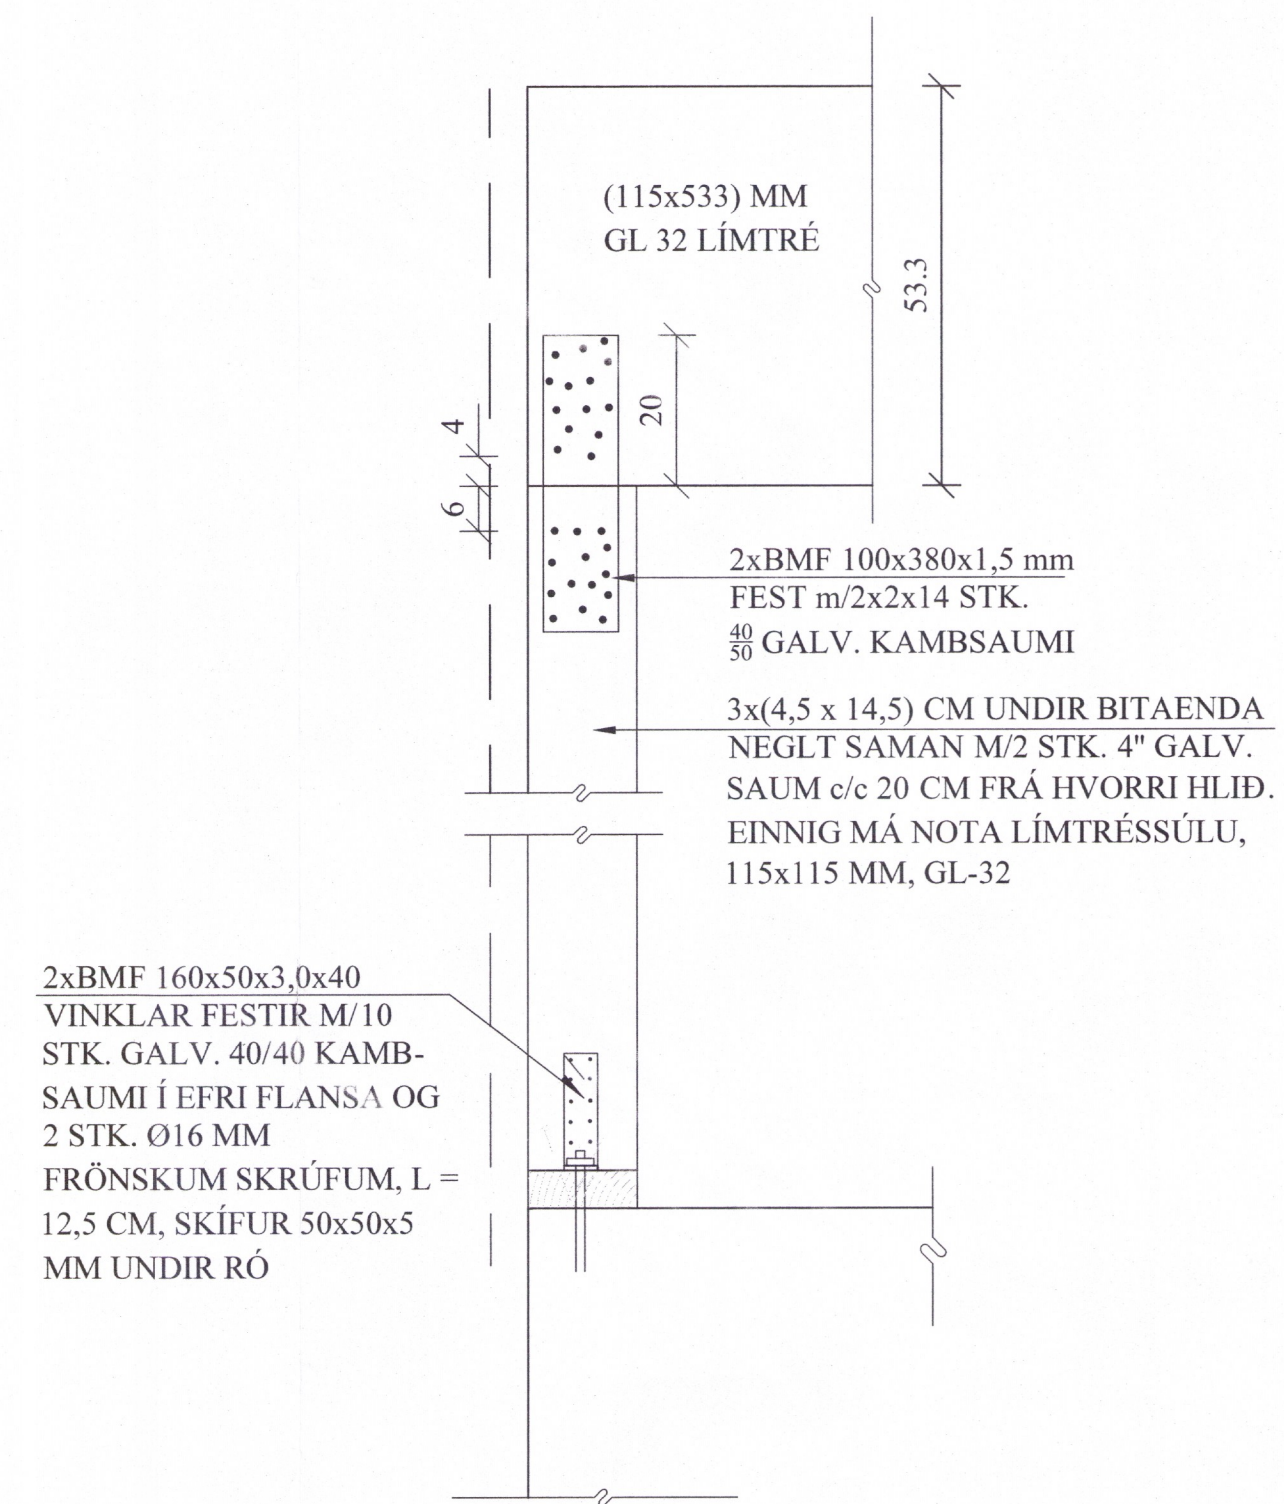 (115x533) MM
GL 32 LÍMTRÉ
53.3
20
4
6
2xBMF 100x380x1,5 mm
FEST m/2x2x14 STK.
40/50 GALV. KAMBSAUMI
3x(4,5 x 14,5) CM UNDIR BITAENDA
NEGLT SAMAN M/2 STK. 4" GALV.
SAUM c/c 20 CM FRÁ HVORRI HLIÐ.
EINNIG MÁ NOTA LÍMTRÉSSÚLU,
115x115 MM, GL-32
2xBMF 160x50x3,0x40
VINKLAR FESTIR M/10
STK. GALV. 40/40 KAMB-
SAUMI Í EFRI FLANSA OG
2 STK. Ø16 MM
FRÖNSKUM SKRÚFUM, L =
12,5 CM, SKÍFUR 50x50x5
MM UNDIR RÓ